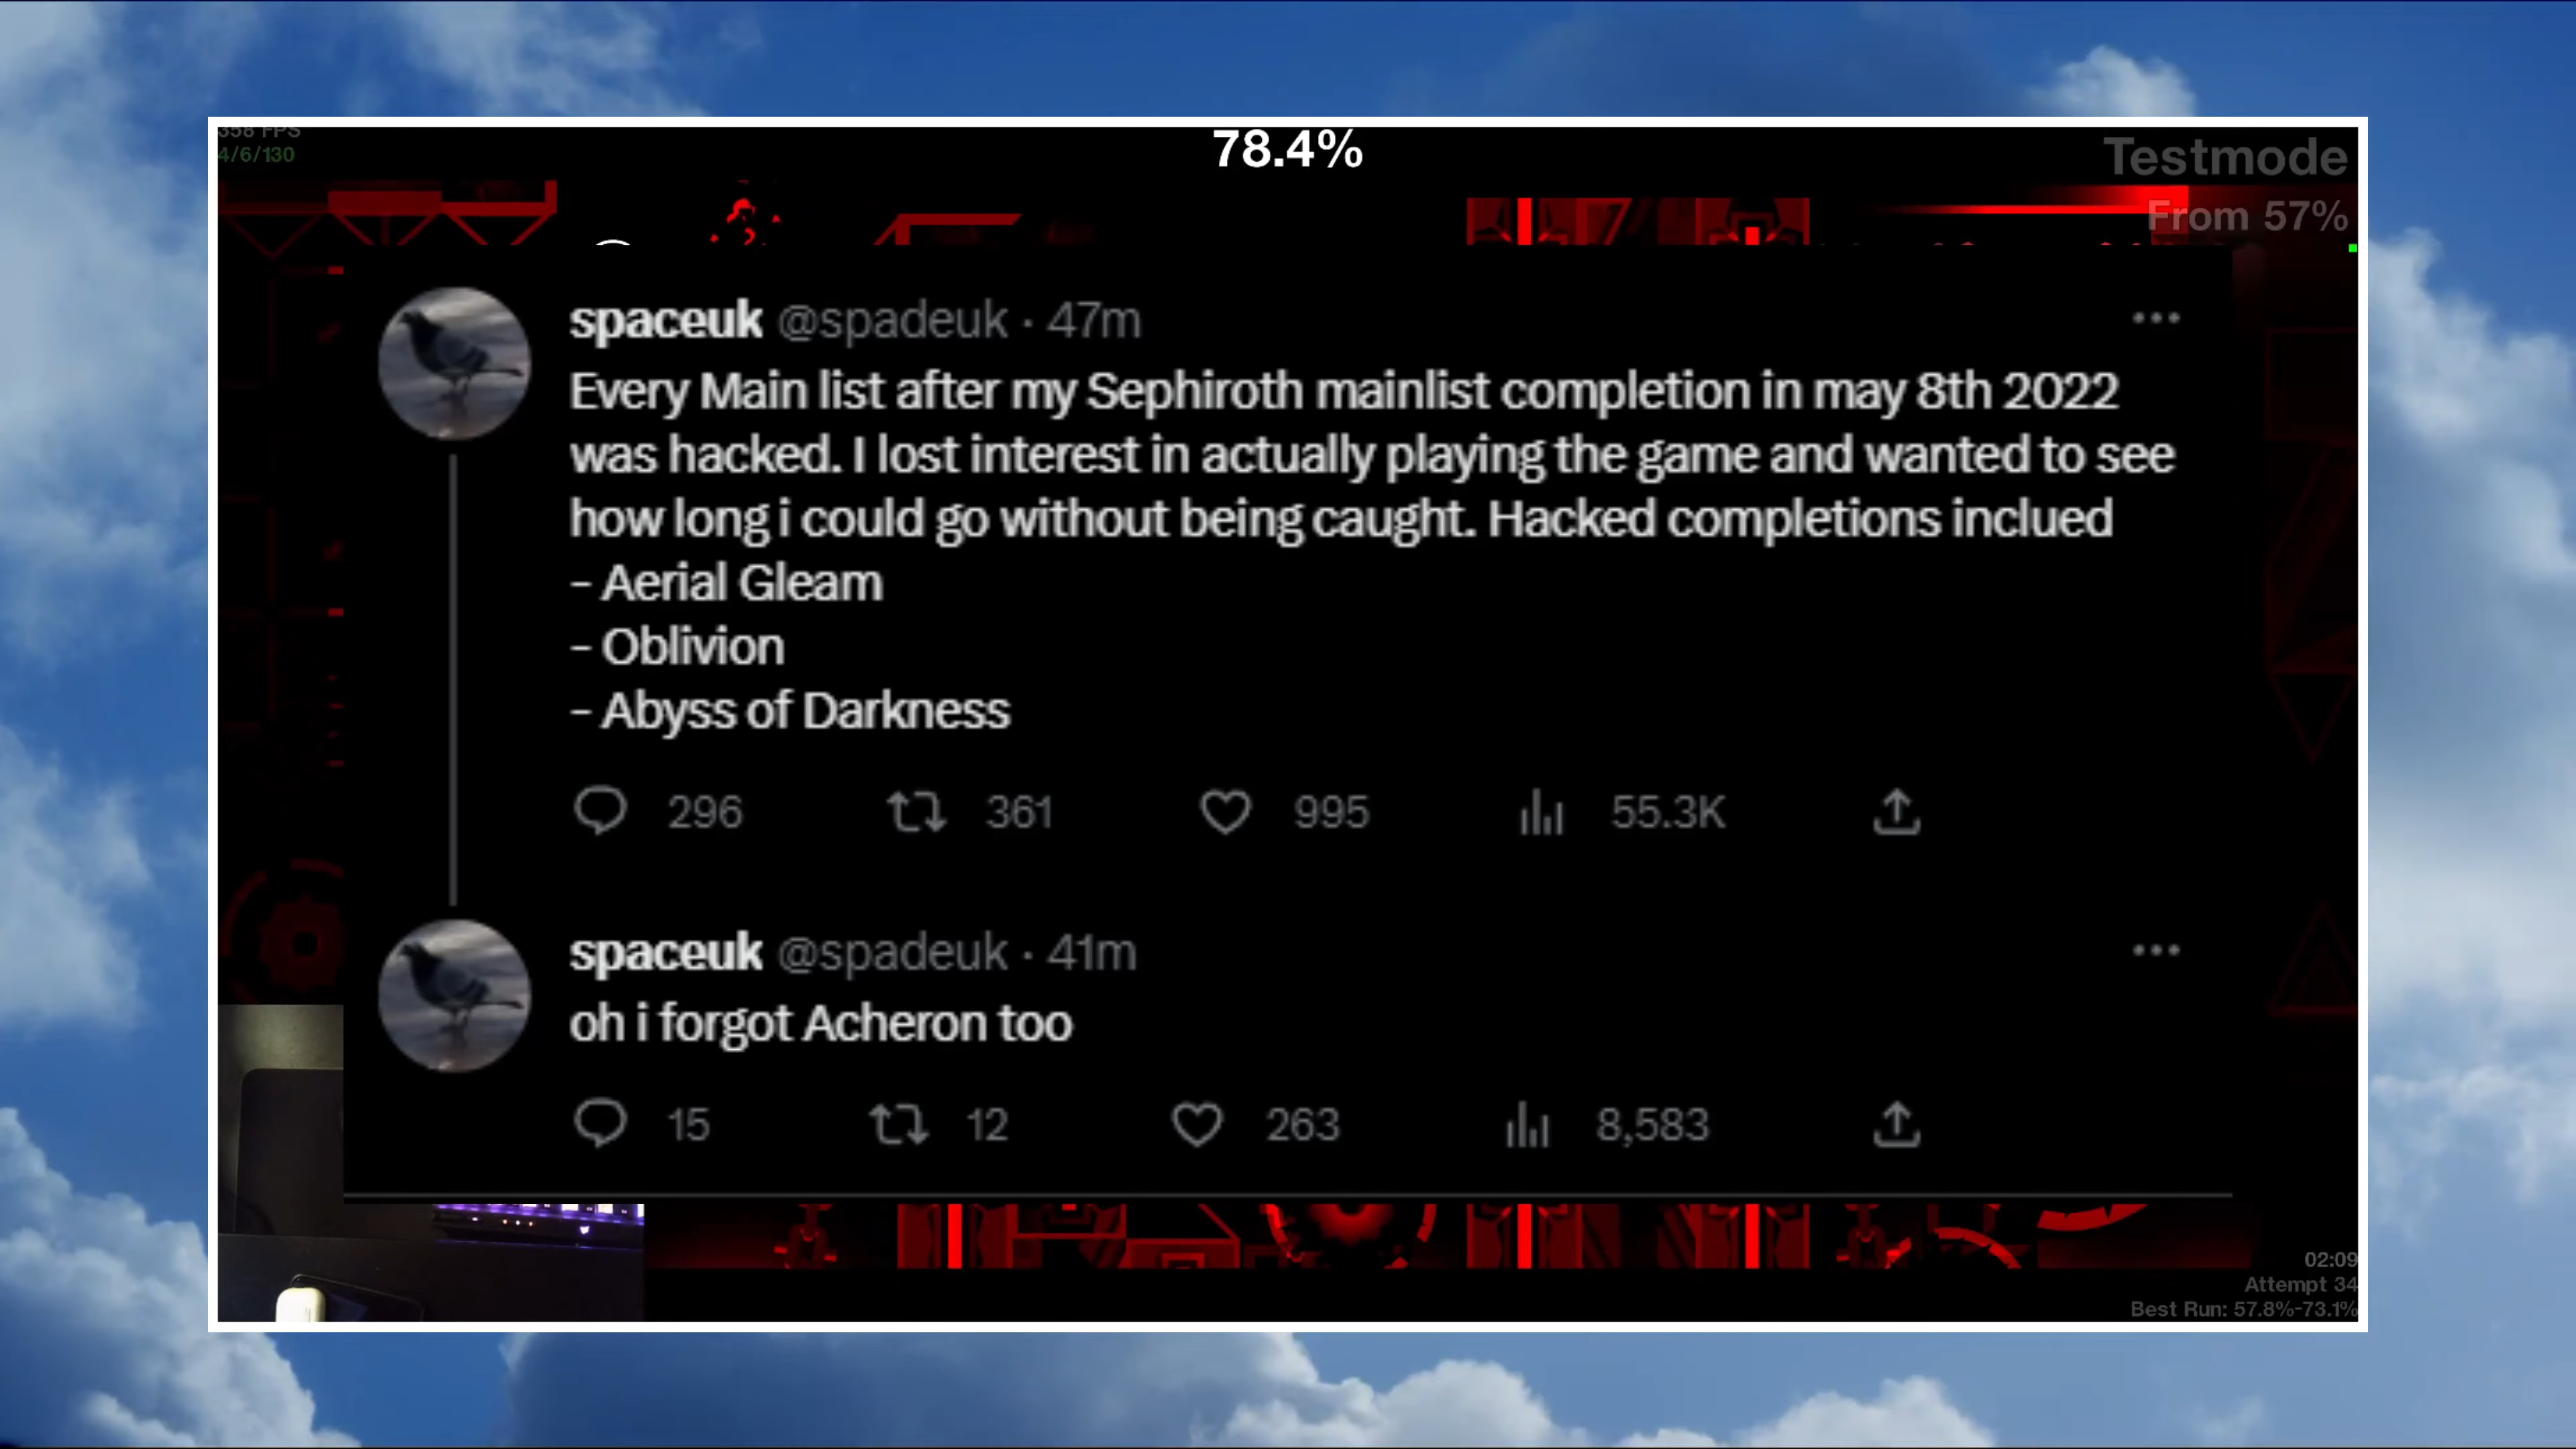 358 FPS
4/6/130
78.4%
Testmode
From 57%
spaceuk @spadeuk · 47m
Every Main list after my Sephiroth mainlist completion in may 8th 2022
was hacked. I lost interest in actually playing the game and wanted to see
how long i could go without being caught. Hacked completions inclued
- Aerial Gleam
- Oblivion
- Abyss of Darkness
296 361 995 55.3K
spaceuk @spadeuk · 41m
oh i forgot Acheron too
15 12 263 8,583
02:09
Attempt 34
Best Run: 57.8%-73.1%